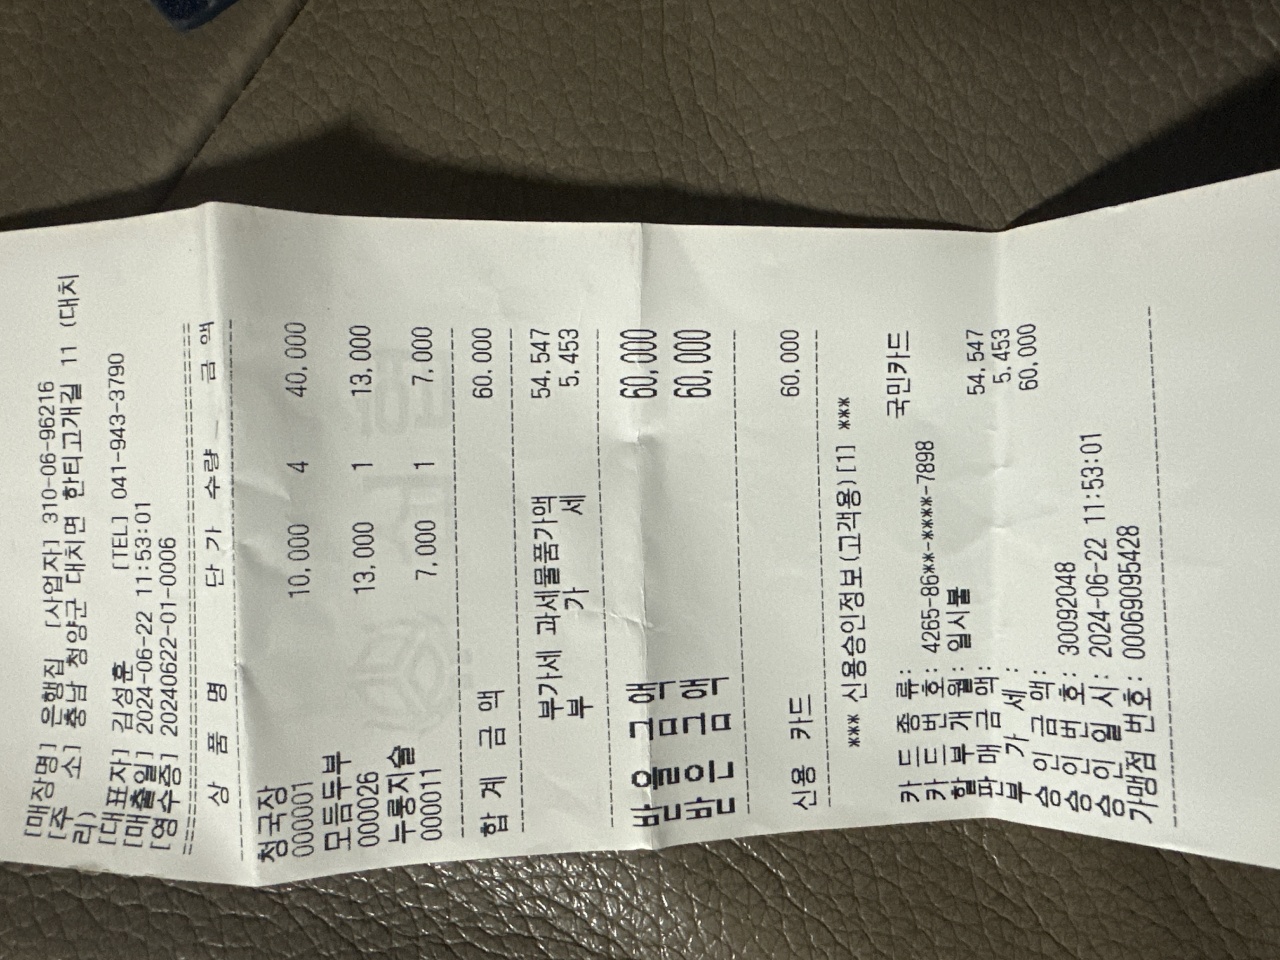 [매장명] 은행집 [사업자] 310-06-96216
[주 소] 충남 청양군 대치면 한티고개길 11 (대치
리)
[대표자] 김성훈 [TEL] 041-943-3790
[매출일] 2024-06-22 11:53:01
[영수증] 20240622-01-0006
================================================
상 품 명 단 가 수량 금 액
------------------------------------------------
청국장
000001 10,000 4 40,000
모듬두부
000026 13,000 1 13,000
누룽지술
000011 7,000 1 7,000
------------------------------------------------
합 계 금 액 60,000
------------------------------------------------
부가세 과세물품가액 54,547
부 가 세 5,453
------------------------------------------------
받을금액 60,000
받은금액 60,000
------------------------------------------------
신용 카드 60,000
------------------------------------------------
*** 신용승인정보(고객용)[1] ***
카 드 종 류: 국민카드
카 드 번 호: 4265-86**-****-7898
할 부 개 월: 일시불
판 매 금 액: 54,547
부 가 세: 5,453
승 인 금 액: 60,000
승 인 번 호: 30092048
승 인 일 시: 2024-06-22 11:53:01
가맹점 번호: 00069095428
------------------------------------------------